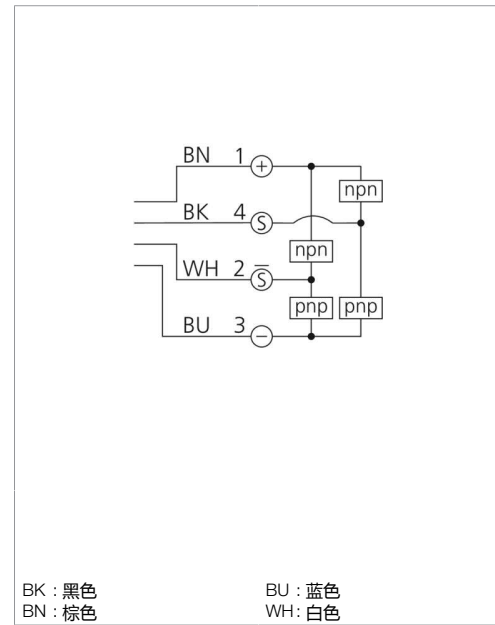 BN 1 +
npn
BK 4 S
npn
WH 2 S̅
pnp pnp
BU 3 −
BK : 黑色 BU : 蓝色
BN : 棕色 WH : 白色